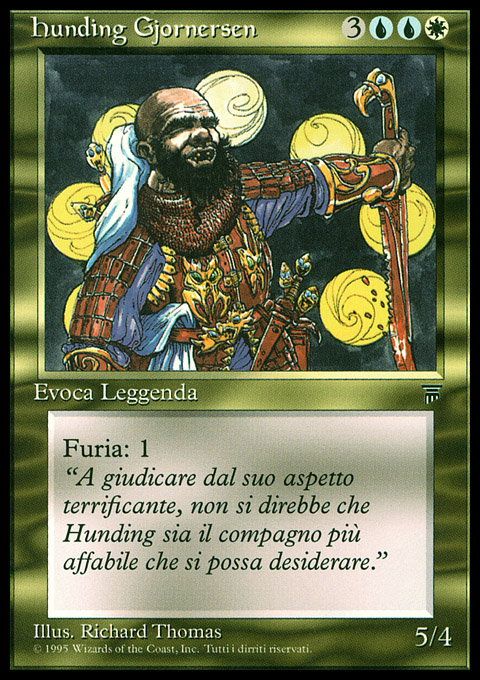 Hunding Gjornersen
3
Evoca Leggenda
Furia: 1
“A giudicare dal suo aspetto
terrificante, non si direbbe che
Hunding sia il compagno più
affabile che si possa desiderare.”
Illus. Richard Thomas
5/4
© 1995 Wizards of the Coast, Inc. Tutti i dirriti riservati.